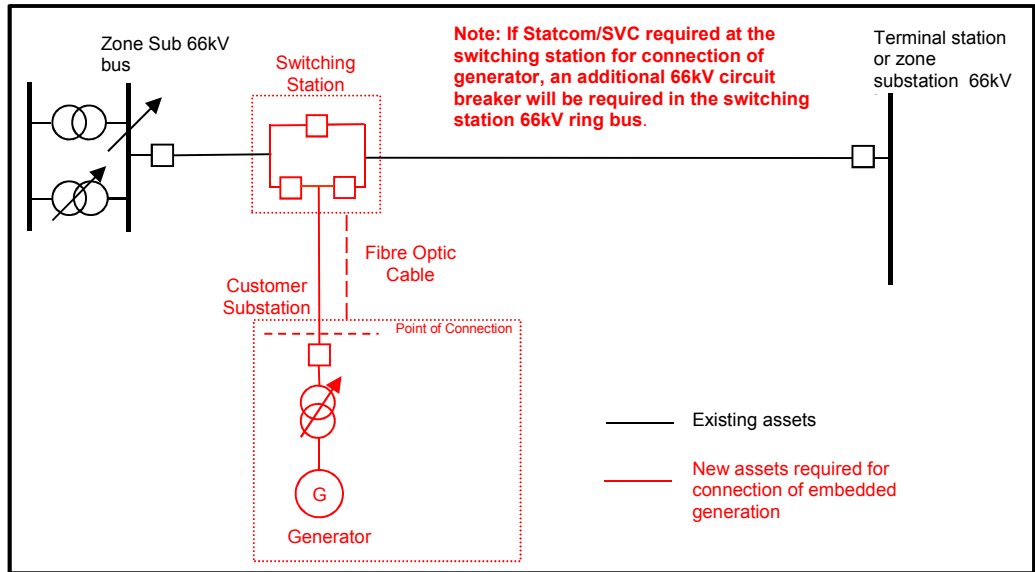 Zone Sub 66kV
bus
Switching
Station
Note: If Statcom/SVC required at the
switching station for connection of
generator, an additional 66kV circuit
breaker will be required in the switching
station 66kV ring bus.
Terminal station
or zone
substation 66kV
Fibre Optic
Cable
Customer
Substation
Point of Connection
G
Generator
Existing assets
New assets required for
connection of embedded
generation